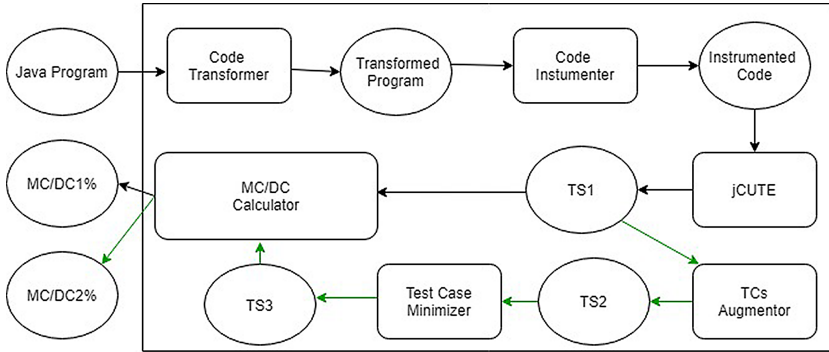 Java Program
Code
Transformer
Transformed
Program
Code
Instumenter
Instrumented
Code
MC/DC1%
MC/DC
Calculator
TS1
jCUTE
MC/DC2%
TS3
Test Case
Minimizer
TS2
TCs
Augmentor